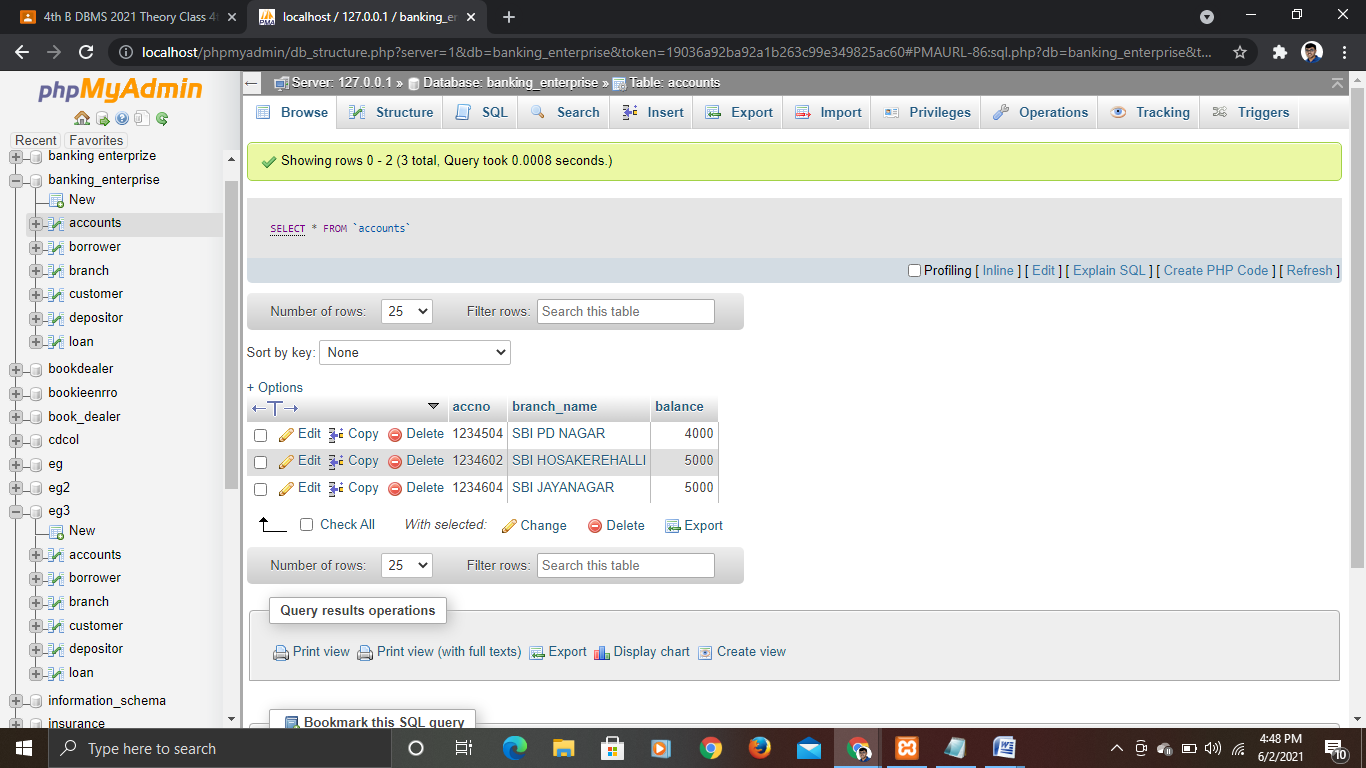 4th B DBMS 2021 Theory Class 4t
localhost / 127.0.0.1 / banking_en
localhost/phpmyadmin/db_structure.php?server=1&db=banking_enterprise&token=19036a92ba92a1b263c99e349825ac60#PMAURL-86:sql.php?db=banking_enterprise&t...
phpMyAdmin
Recent Favorites
banking enterprize
banking_enterprise
New
accounts
borrower
branch
customer
depositor
loan
bookdealer
bookieenrro
book_dealer
cdcol
eg
eg2
eg3
New
accounts
borrower
branch
customer
depositor
loan
information_schema
insurance
Server: 127.0.0.1 » Database: banking_enterprise » Table: accounts
Browse Structure SQL Search Insert Export Import Privileges Operations Tracking Triggers
Showing rows 0 - 2 (3 total, Query took 0.0008 seconds.)
SELECT * FROM `accounts`
Profiling [ Inline ] [ Edit ] [ Explain SQL ] [ Create PHP Code ] [ Refresh ]
Number of rows: 25 Filter rows: Search this table
Sort by key: None
+ Options
accno branch_name balance
Edit Copy Delete 1234504 SBI PD NAGAR 4000
Edit Copy Delete 1234602 SBI HOSAKEREHALLI 5000
Edit Copy Delete 1234604 SBI JAYANAGAR 5000
Check All With selected: Change Delete Export
Number of rows: 25 Filter rows: Search this table
Query results operations
Print view Print view (with full texts) Export Display chart Create view
Bookmark this SQL query
Type here to search
4:48 PM
6/2/2021
10